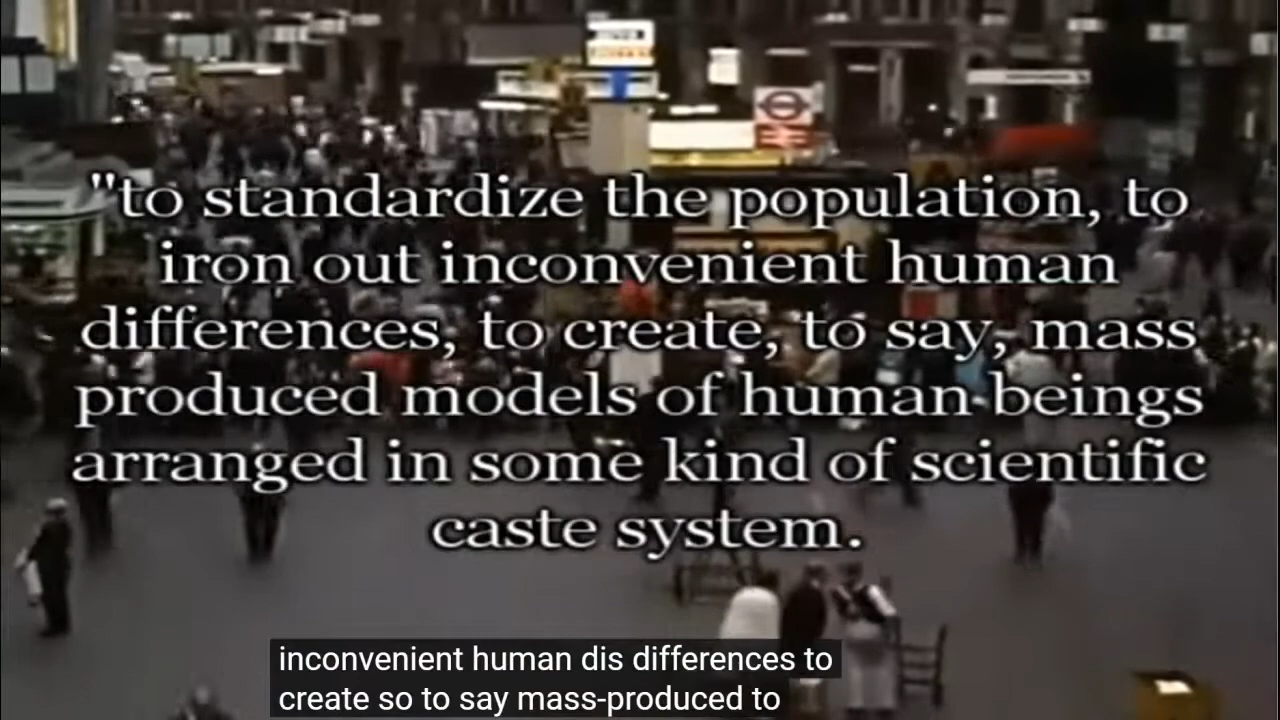 "to standardize the population, to
iron out inconvenient human
differences, to create, to say, mass
produced models of human beings
arranged in some kind of scientific
caste system.
inconvenient human dis differences to
create so to say mass-produced to